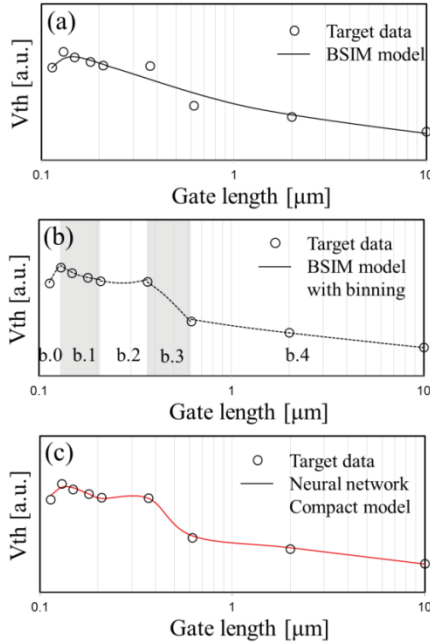 (a)
Target data
BSIM model
Vth [a.u.]
0.1
1
10
Gate length [μm]
(b)
Target data
BSIM model
with binning
Vth [a.u.]
b.0 b.1 b.2 b.3 b.4
0.1
1
10
Gate length [μm]
(c)
Target data
Neural network
Compact model
Vth [a.u.]
0.1
1
10
Gate length [μm]